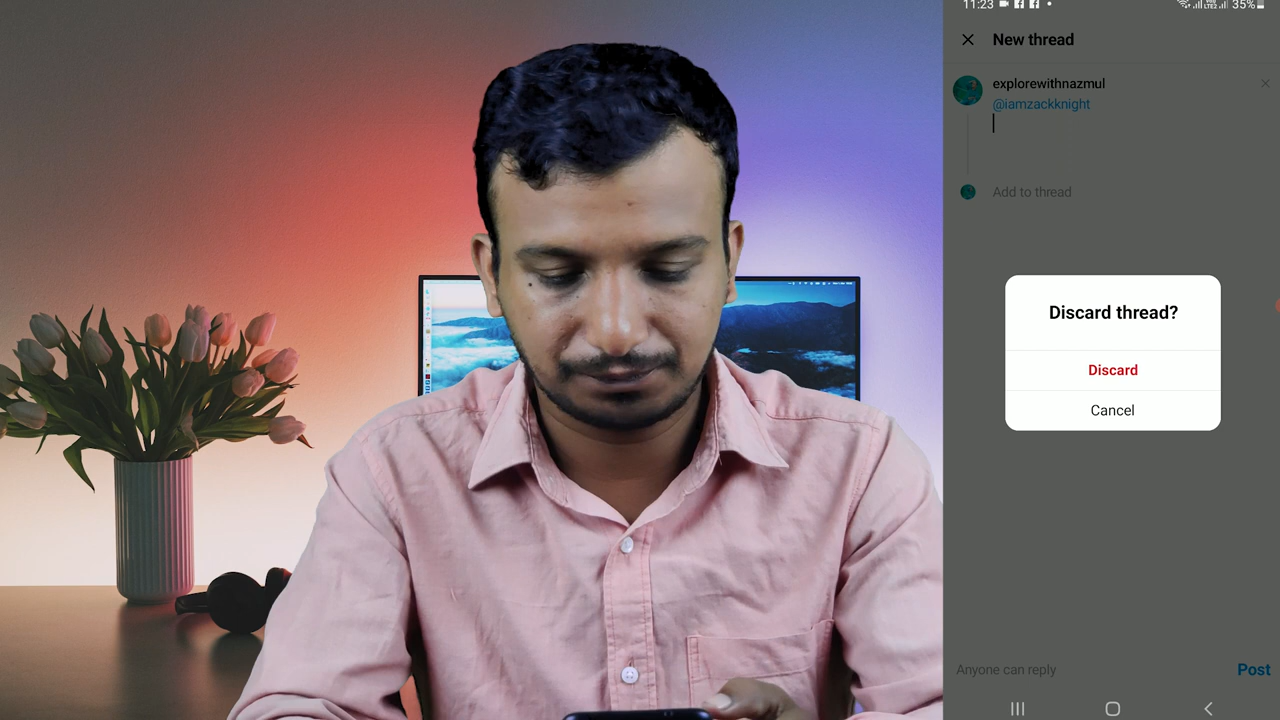 11:23
35%
New thread
explorewithnazmul
@iamzackknight
Add to thread
Discard thread?
Discard
Cancel
Anyone can reply
Post